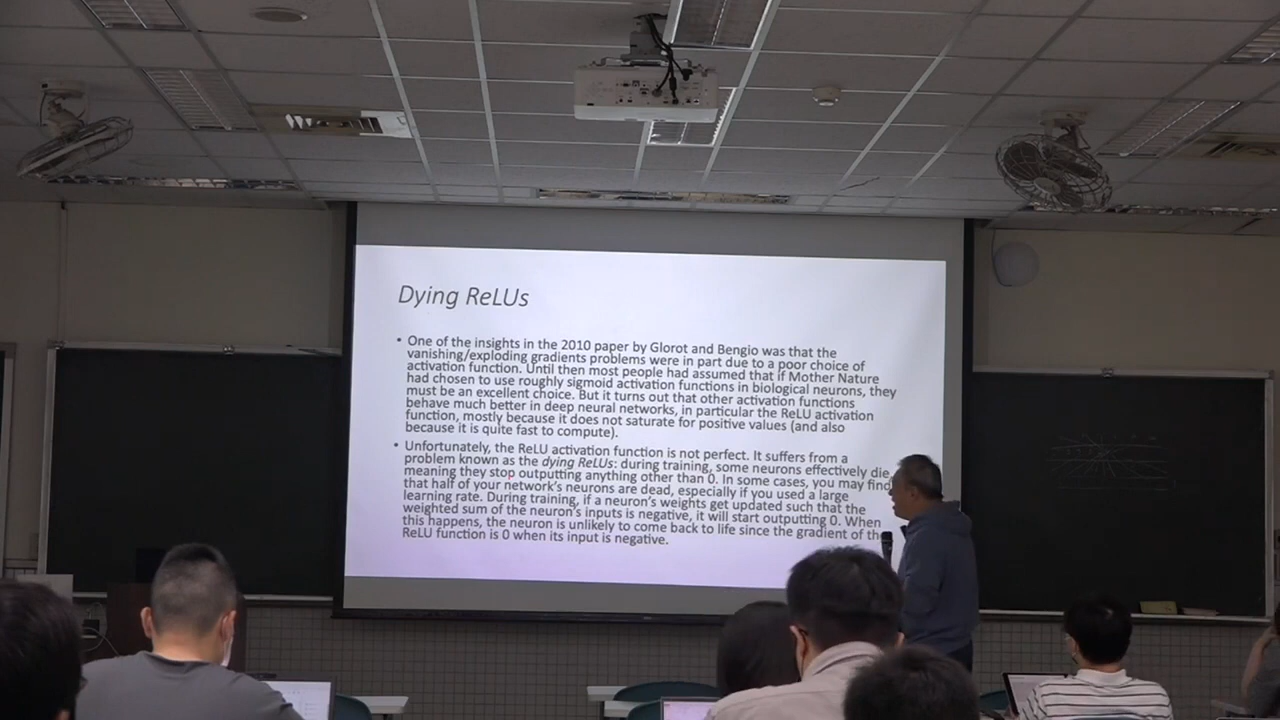 Dying ReLUs
• One of the insights in the 2010 paper by Glorot and Bengio was that the
vanishing/exploding gradients problems were in part due to a poor choice of
activation function. Until then most people had assumed that if Mother Nature
had chosen to use roughly sigmoid activation functions in biological neurons, they
must be an excellent choice. But it turns out that other activation functions
behave much better in deep neural networks, in particular the ReLU activation
function, mostly because it does not saturate for positive values (and also
because it is quite fast to compute).
• Unfortunately, the ReLU activation function is not perfect. It suffers from a
problem known as the dying ReLUs: during training, some neurons effectively die,
meaning they stop outputting anything other than 0. In some cases, you may find
that half of your network's neurons are dead, especially if you used a large
learning rate. During training, if a neuron's weights get updated such that the
weighted sum of the neuron's inputs is negative, it will start outputting 0. When
this happens, the neuron is unlikely to come back to life since the gradient of the
ReLU function is 0 when its input is negative.